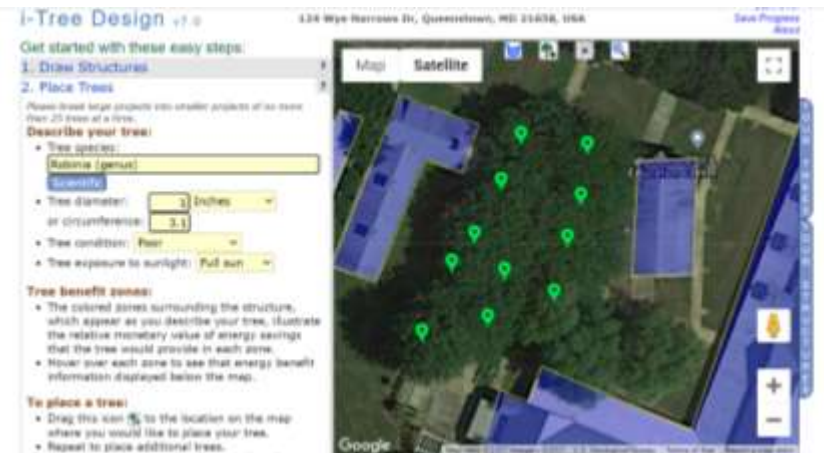 i-Tree Design v7.0
124 Wye Narrows Dr, Queenstown, MD 21658, USA
Save Progress
About
Get started with these easy steps:
1. Draw Structures
2. Place Trees
Please break large projects into smaller projects of no more
than 25 trees at a time.
Describe your tree:
• Tree species:
Robinia (genus)
Scientific
• Tree diameter: 1 Inches
or circumference: 3.1
• Tree condition: Poor
• Tree exposure to sunlight: Full sun
Tree benefit zones:
• The colored zones surrounding the structure,
which appear as you describe your tree, illustrate
the relative monetary value of energy savings
that the tree would provide in each zone.
• Hover over each zone to see that energy benefit
information displayed below the map.
To place a tree:
• Drag this icon to the location on the map
where you would like to place your tree.
• Repeat to place additional trees.
Map Satellite
+
−
Google